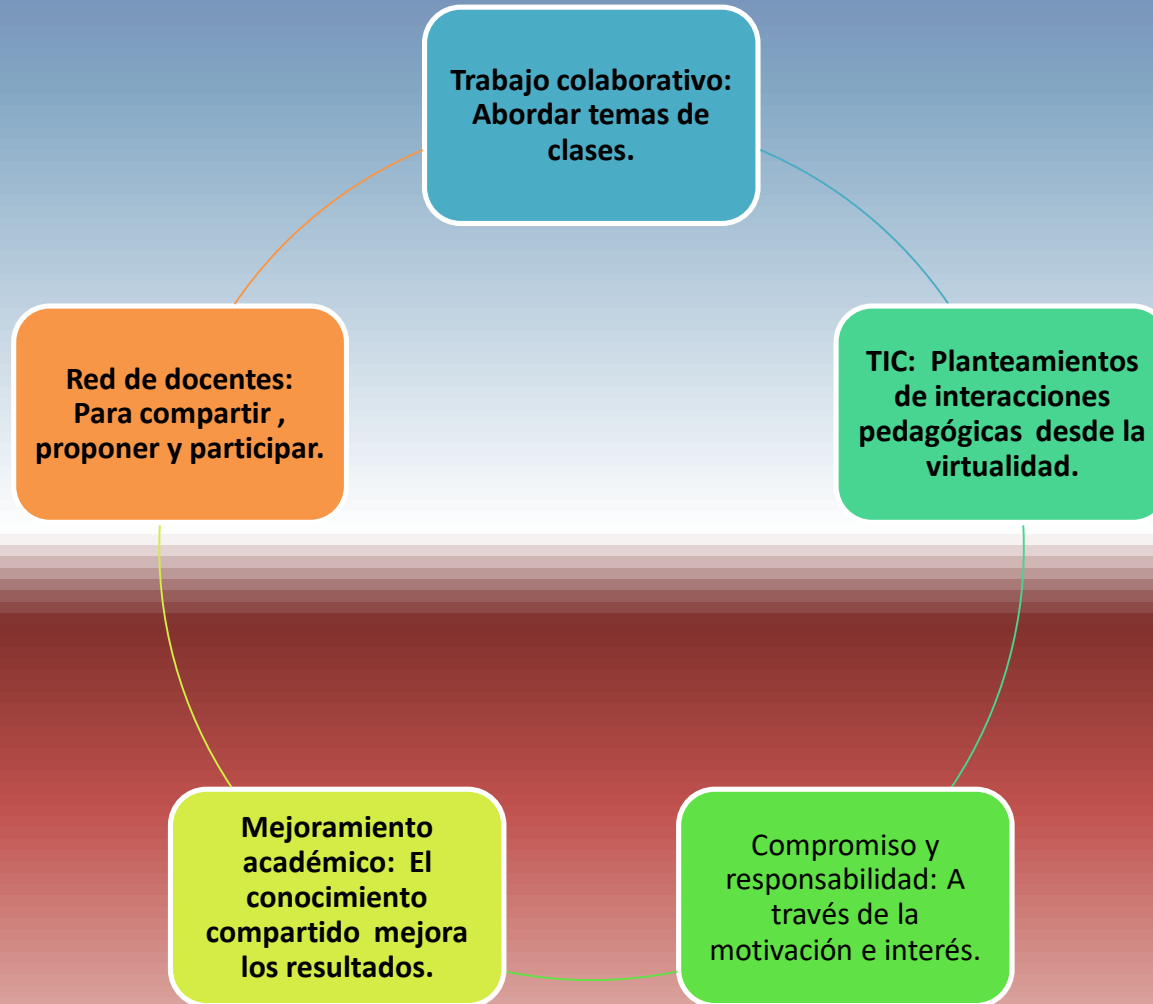 Trabajo colaborativo:
Abordar temas de
clases.
Red de docentes:
Para compartir ,
proponer y participar.
TIC:  Planteamientos
de interacciones
pedagógicas  desde la
virtualidad.
Mejoramiento
académico:  El
conocimiento
compartido  mejora
los resultados.
Compromiso y
responsabilidad:  A
través de la
motivación e interés.